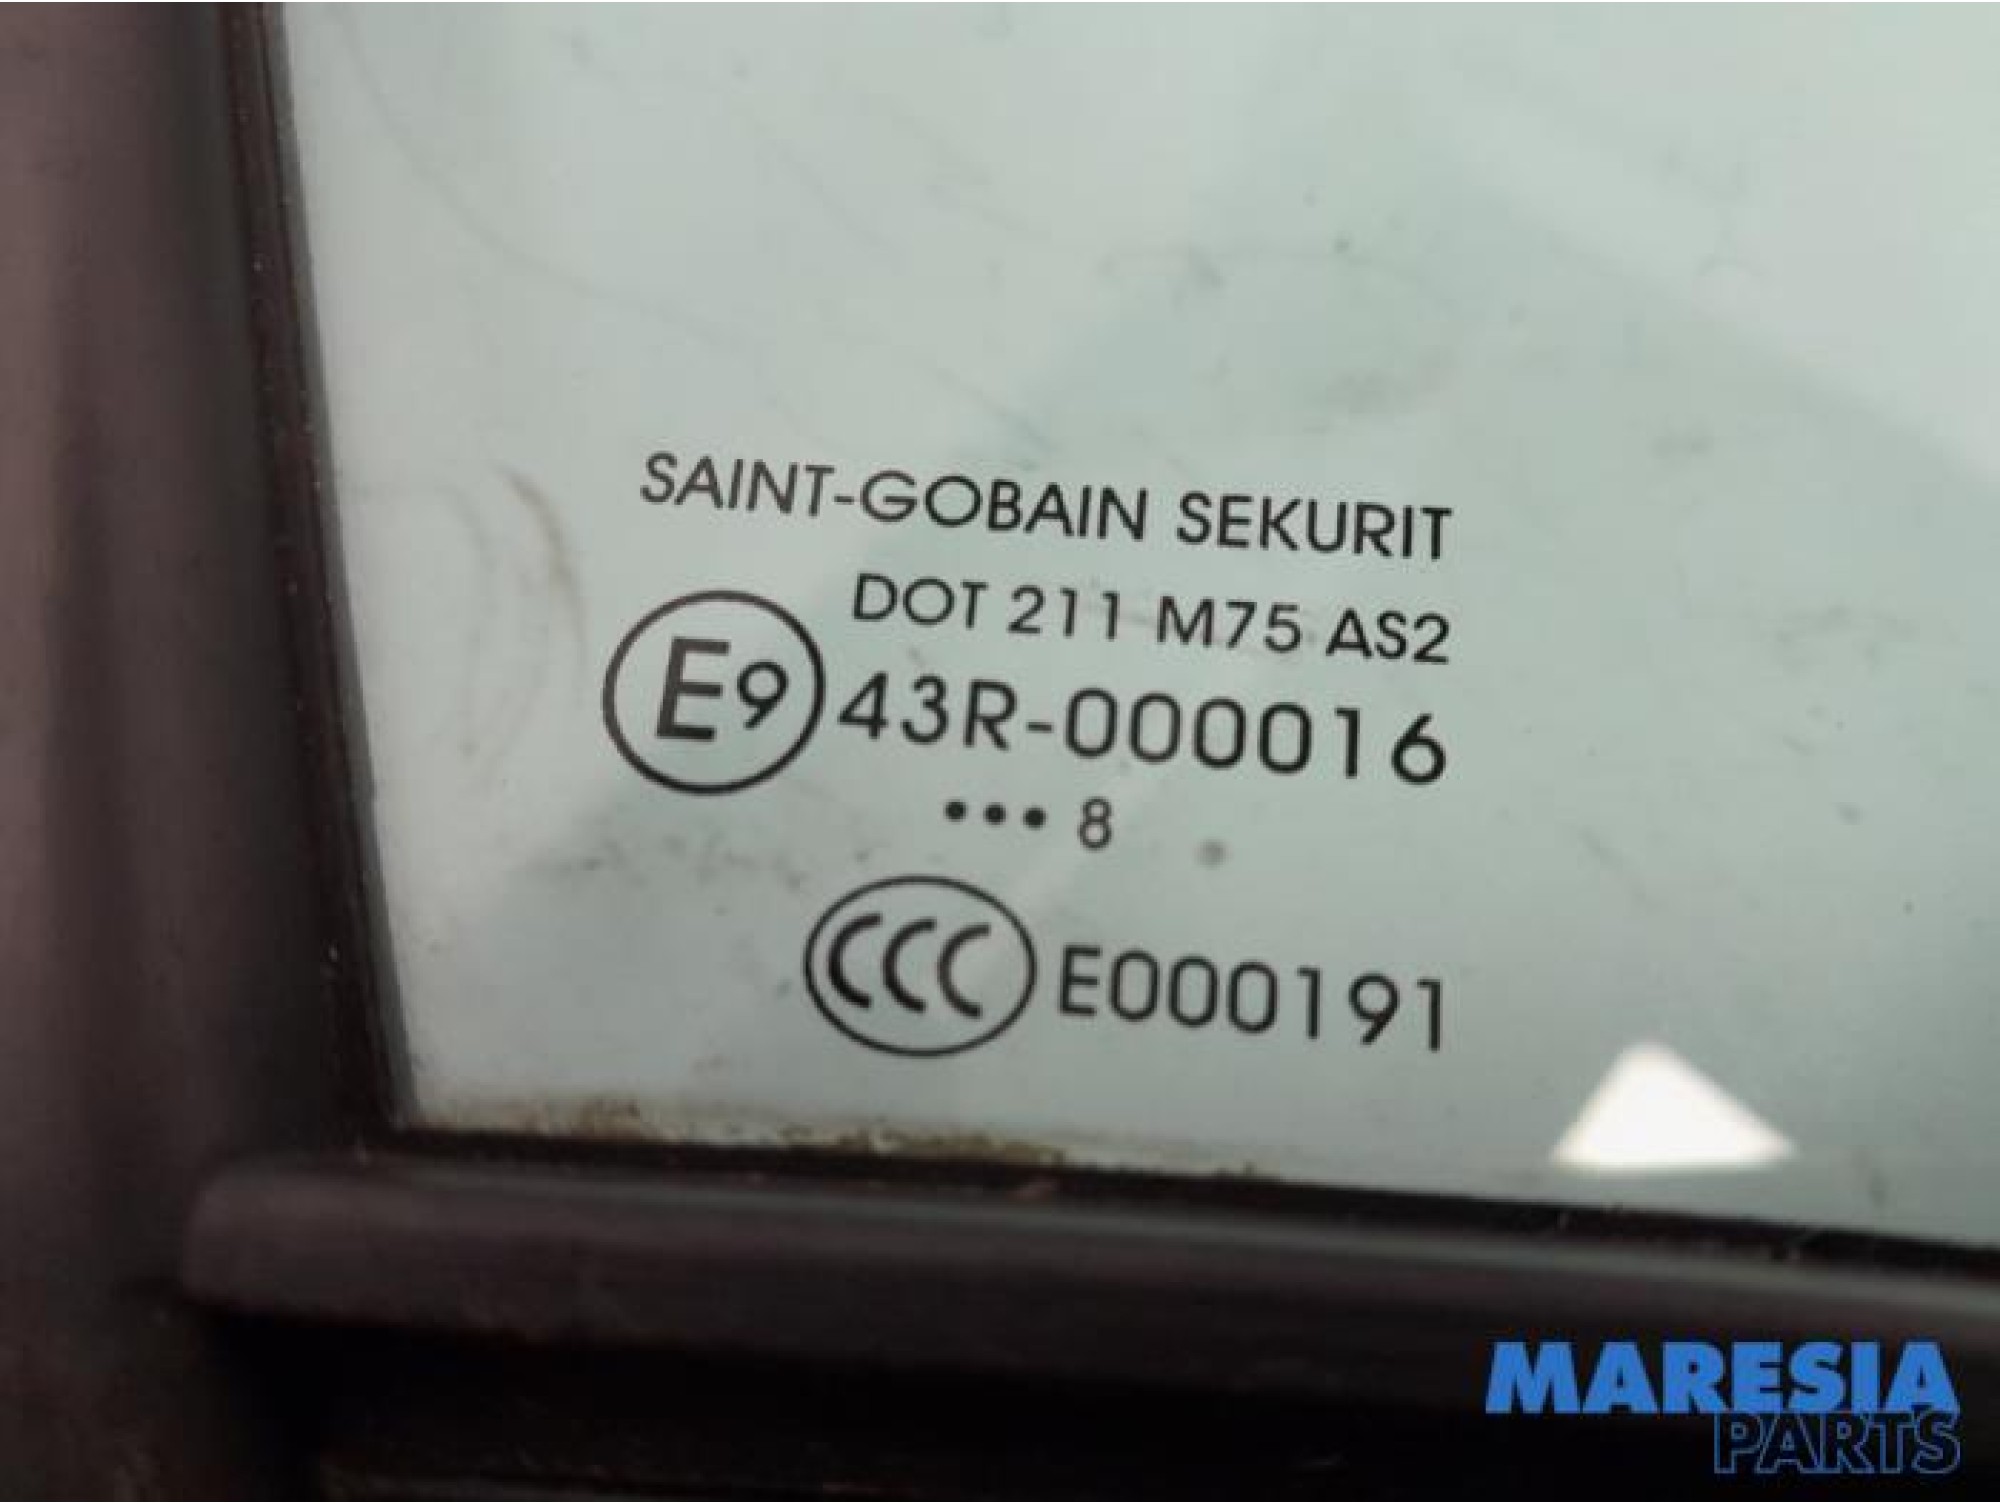 SAINT-GOBAIN SEKURIT
DOT 211 M75 AS2
E9 43R-000016
••• 8
CCC E000191
MARESIA
PARTS